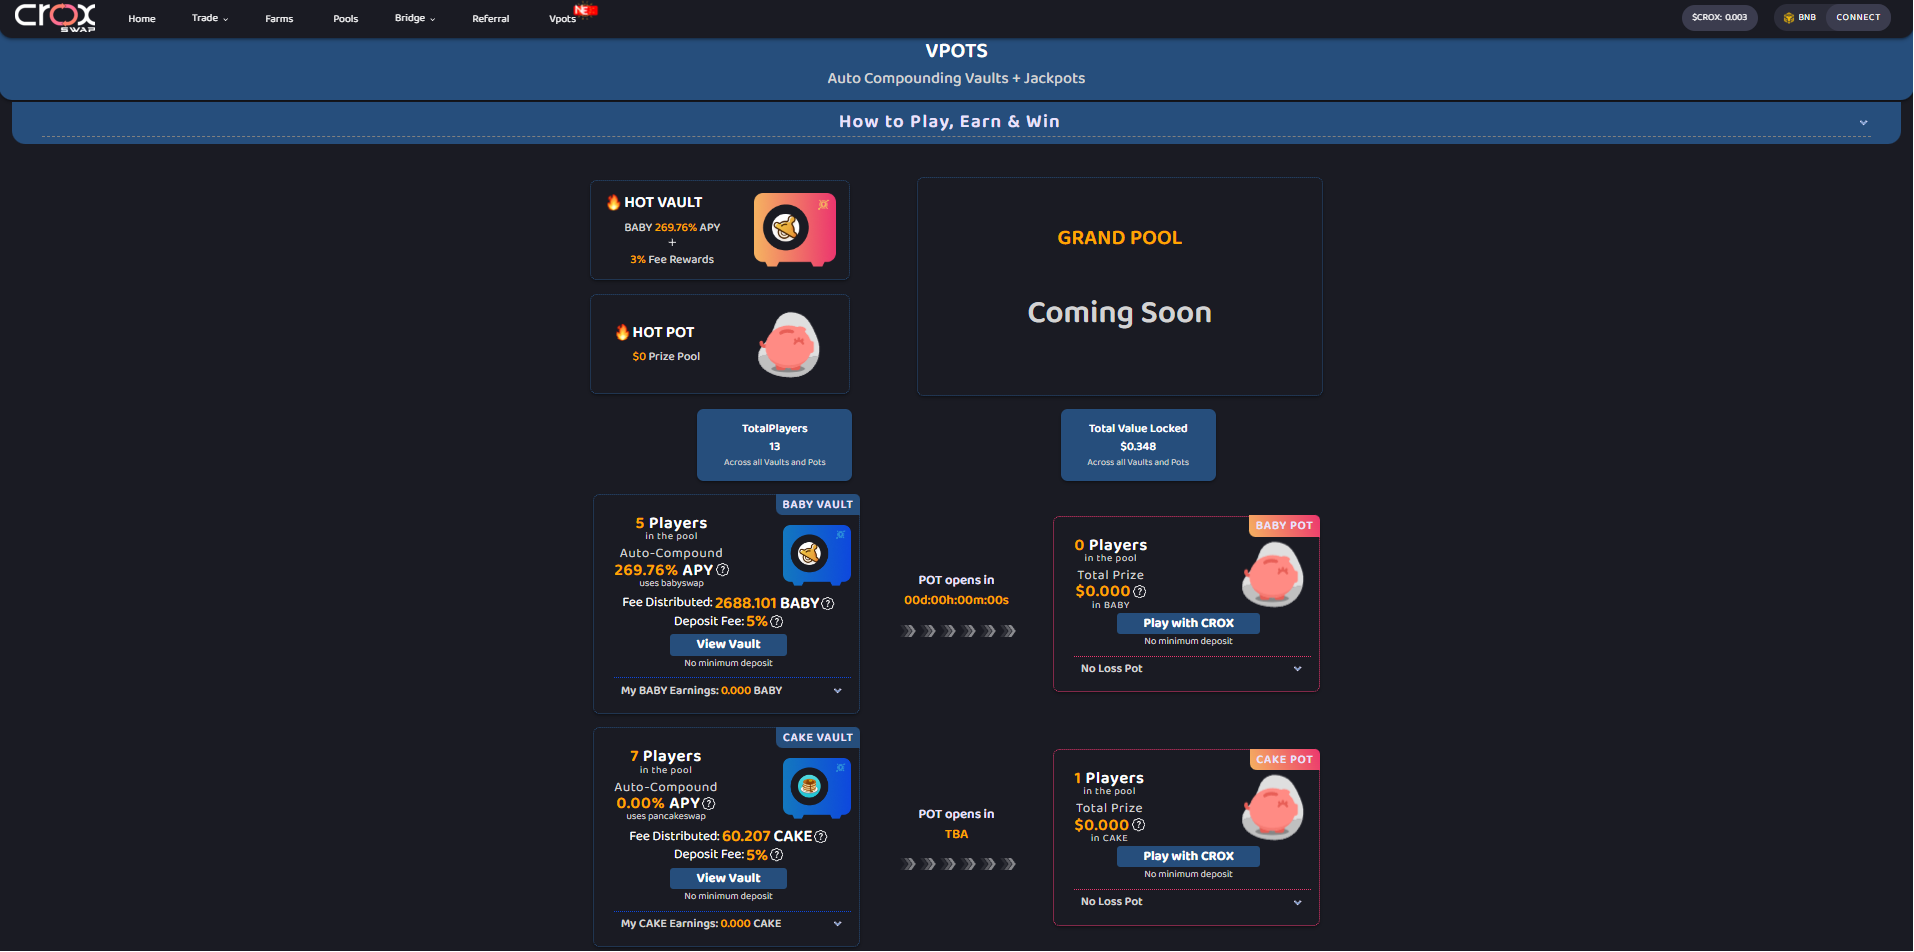 crox
SWAP
Home
Trade
Farms
Pools
Bridge
Referral
Vpots
$CROX: 0.003
BNB
CONNECT
VPOTS
Auto Compounding Vaults + Jackpots
How to Play, Earn & Win
HOT VAULT
BABY 269.76% APY
+
3% Fee Rewards
GRAND POOL
Coming Soon
HOT POT
$0 Prize Pool
TotalPlayers
13
Across all Vaults and Pots
Total Value Locked
$0.348
Across all Vaults and Pots
BABY VAULT
5 Players
in the pool
Auto-Compound
269.76% APY ?
uses babyswap
Fee Distributed: 2688.101 BABY ?
Deposit Fee: 5% ?
View Vault
No minimum deposit
My BABY Earnings: 0.000 BABY
POT opens in
00d:00h:00m:00s
BABY POT
0 Players
in the pool
Total Prize
$0.000 ?
in BABY
Play with CROX
No minimum deposit
No Loss Pot
CAKE VAULT
7 Players
in the pool
Auto-Compound
0.00% APY ?
uses pancakeswap
Fee Distributed: 60.207 CAKE ?
Deposit Fee: 5% ?
View Vault
No minimum deposit
My CAKE Earnings: 0.000 CAKE
POT opens in
TBA
CAKE POT
1 Players
in the pool
Total Prize
$0.000 ?
in CAKE
Play with CROX
No minimum deposit
No Loss Pot